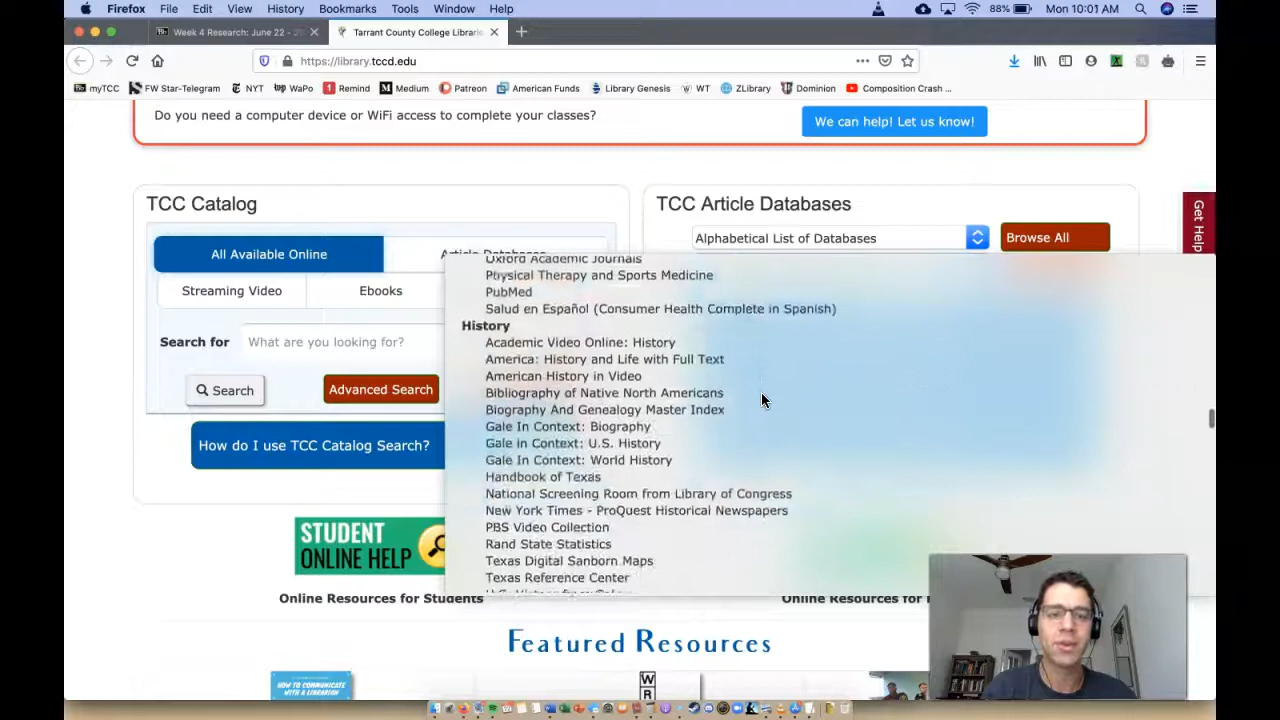 Firefox File Edit View History Bookmarks Tools Window Help 88% Mon 10:01 AM
Week 4 Research: June 22 - Tarrant County College Librarie
https://library.tccd.edu
myTCC FW Star-Telegram NYT WaPo Remind Medium Patreon American Funds Library Genesis WT ZLibrary Dominion Composition Crash ...
Do you need a computer device or WiFi access to complete your classes? We can help! Let us know!
Get Help
TCC Catalog
All Available Online Article Databases
Streaming Video Ebooks
Search for What are you looking for?
Search Advanced Search
How do I use TCC Catalog Search?
TCC Article Databases
Alphabetical List of Databases Browse All
Oxford Academic Journals
Physical Therapy and Sports Medicine
PubMed
Salud en Español (Consumer Health Complete in Spanish)
History
Academic Video Online: History
America: History and Life with Full Text
American History in Video
Bibliography of Native North Americans
Biography And Genealogy Master Index
Gale In Context: Biography
Gale in Context: U.S. History
Gale In Context: World History
Handbook of Texas
National Screening Room from Library of Congress
New York Times - ProQuest Historical Newspapers
PBS Video Collection
Rand State Statistics
Texas Digital Sanborn Maps
Texas Reference Center
STUDENT
ONLINE HELP
Online Resources for Students Online Resources for
Featured Resources
HOW TO COMMUNICATE
WITH A LIBRARIAN
W
R